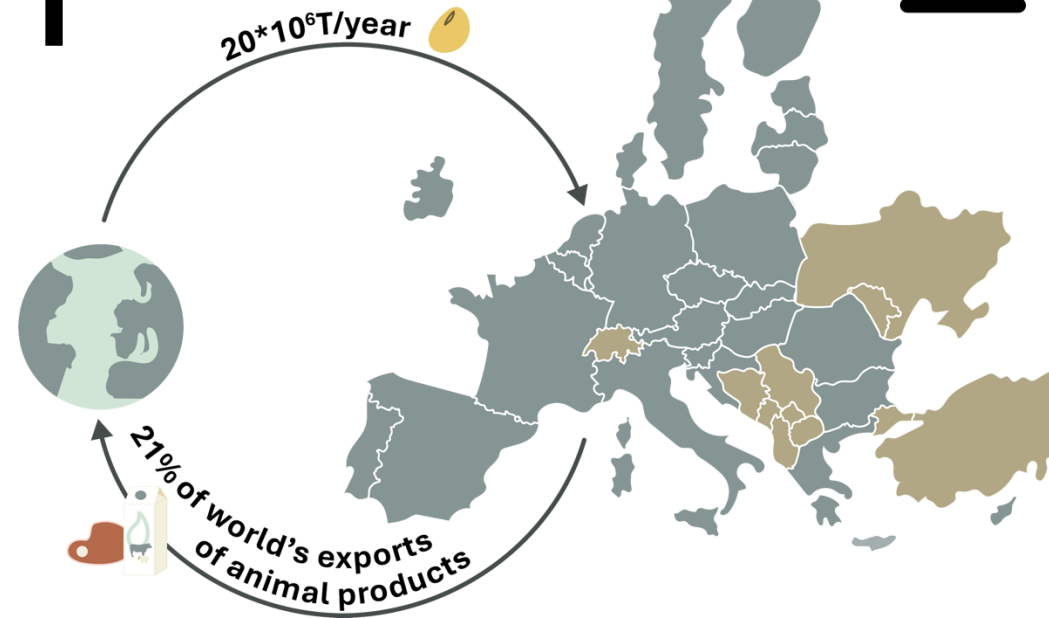 20*10⁶T/year
21% of world’s exports
of animal products